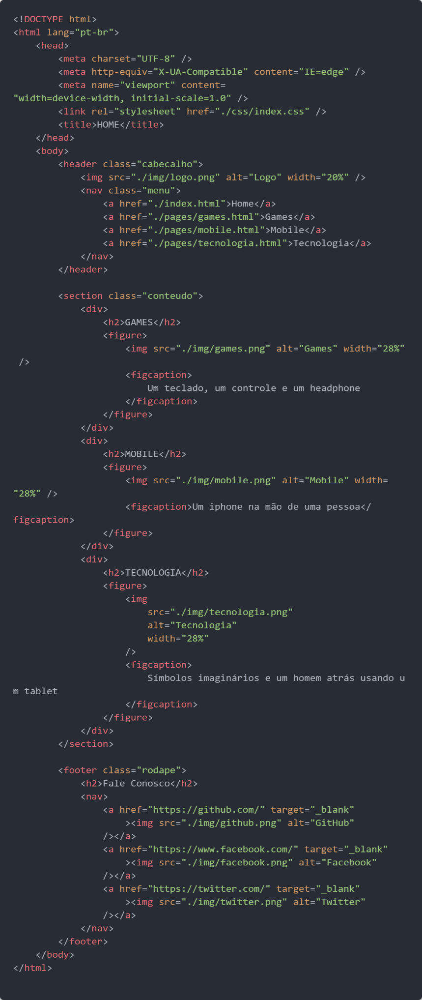 <!DOCTYPE html>
<html lang="pt-br">
    <head>
        <meta charset="UTF-8" />
        <meta http-equiv="X-UA-Compatible" content="IE=edge" />
        <meta name="viewport" content=
"width=device-width, initial-scale=1.0" />
        <link rel="stylesheet" href="./css/index.css" />
        <title>HOME</title>
    </head>
    <body>
        <header class="cabecalho">
            <img src="./img/logo.png" alt="Logo" width="20%" />
            <nav class="menu">
                <a href="./index.html">Home</a>
                <a href="./pages/games.html">Games</a>
                <a href="./pages/mobile.html">Mobile</a>
                <a href="./pages/tecnologia.html">Tecnologia</a>
            </nav>
        </header>

        <section class="conteudo">
            <div>
                <h2>GAMES</h2>
                <figure>
                    <img src="./img/games.png" alt="Games" width="28%"
 />
                    <figcaption>
                        Um teclado, um controle e um headphone
                    </figcaption>
                </figure>
            </div>
            <div>
                <h2>MOBILE</h2>
                <figure>
                    <img src="./img/mobile.png" alt="Mobile" width=
"28%" />
                    <figcaption>Um iphone na mão de uma pessoa</
figcaption>
                </figure>
            </div>
            <div>
                <h2>TECNOLOGIA</h2>
                <figure>
                    <img
                        src="./img/tecnologia.png"
                        alt="Tecnologia"
                        width="28%"
                    />
                    <figcaption>
                        Símbolos imaginários e um homem atrás usando u
m tablet
                    </figcaption>
                </figure>
            </div>
        </section>

        <footer class="rodape">
            <h2>Fale Conosco</h2>
            <nav>
                <a href="https://github.com/" target="_blank"
                    ><img src="./img/github.png" alt="GitHub"
                /></a>
                <a href="https://www.facebook.com/" target="_blank"
                    ><img src="./img/facebook.png" alt="Facebook"
                /></a>
                <a href="https://twitter.com/" target="_blank"
                    ><img src="./img/twitter.png" alt="Twitter"
                /></a>
            </nav>
        </footer>
    </body>
</html>